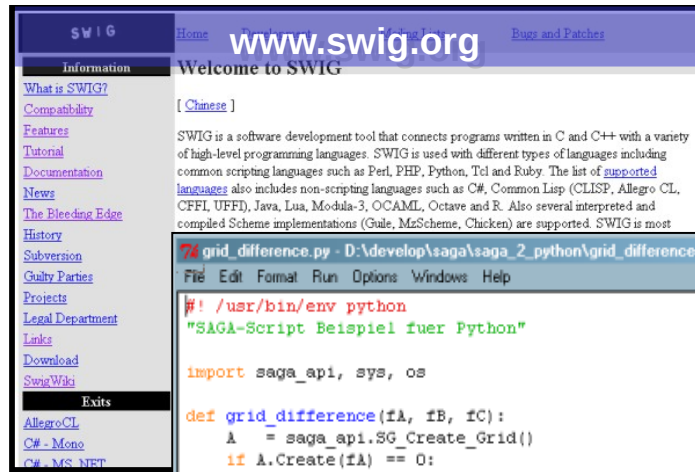 SWIG
Home Development Mailing Lists Bugs and Patches
www.swig.org
Information
What is SWIG?
Compatibility
Features
Tutorial
Documentation
News
The Bleeding Edge
History
Subversion
Guilty Parties
Projects
Legal Department
Links
Download
SwigWiki
Exits
AllegroCL
C# - Mono
C# - MS .NET
Welcome to SWIG
[ Chinese ]
SWIG is a software development tool that connects programs written in C and C++ with a variety
of high-level programming languages. SWIG is used with different types of languages including
common scripting languages such as Perl, PHP, Python, Tcl and Ruby. The list of supported
languages also includes non-scripting languages such as C#, Common Lisp (CLISP, Allegro CL,
CFFI, UFFI), Java, Lua, Modula-3, OCAML, Octave and R. Also several interpreted and
compiled Scheme implementations (Guile, MzScheme, Chicken) are supported. SWIG is most
grid_difference.py - D:\develop\saga\saga_2_python\grid_difference
File Edit Format Run Options Windows Help
#! /usr/bin/env python
"SAGA-Script Beispiel fuer Python"
import saga_api, sys, os
def grid_difference(fA, fB, fC):
    A   = saga_api.SG_Create_Grid()
    if A.Create(fA) == 0: